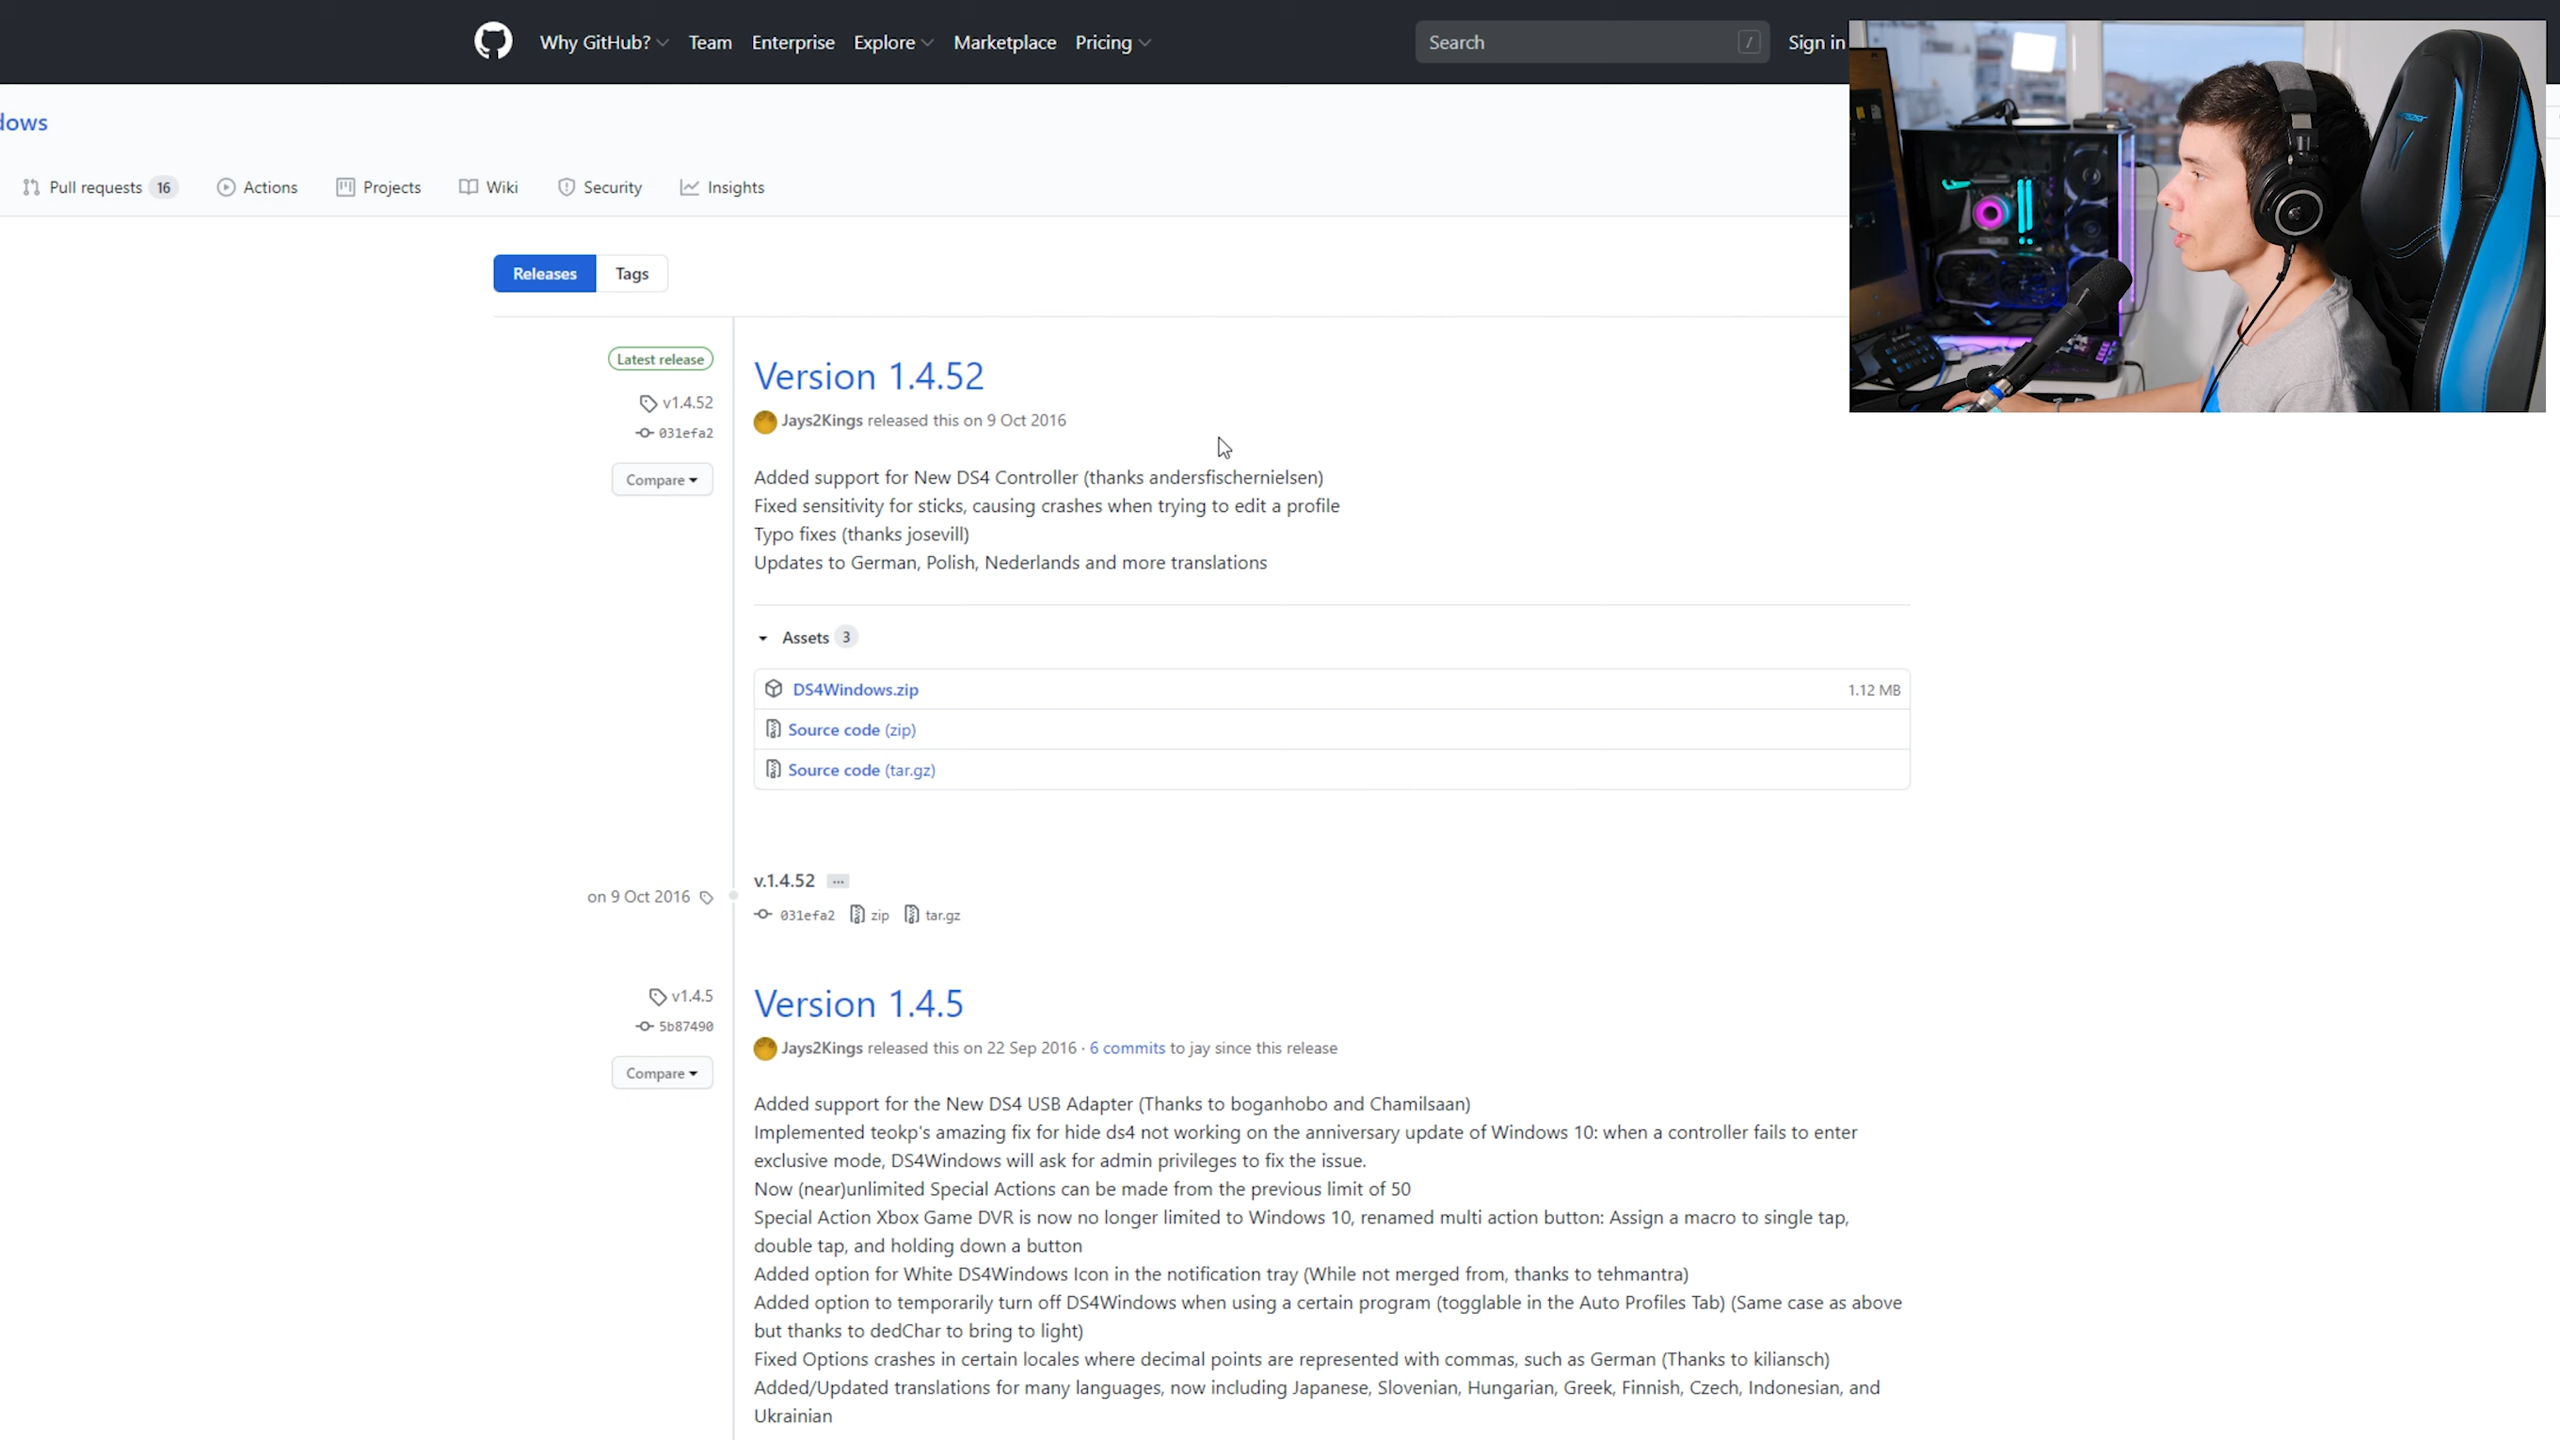 Why GitHub? Team Enterprise Explore Marketplace Pricing Search / Sign in
dows
Pull requests 16 Actions Projects Wiki Security Insights
Releases Tags
Latest release
v1.4.52
031efa2
Compare
Version 1.4.52
Jays2Kings released this on 9 Oct 2016
Added support for New DS4 Controller (thanks andersfischernielsen)
Fixed sensitivity for sticks, causing crashes when trying to edit a profile
Typo fixes (thanks josevill)
Updates to German, Polish, Nederlands and more translations
Assets 3
DS4Windows.zip 1.12 MB
Source code (zip)
Source code (tar.gz)
on 9 Oct 2016
v.1.4.52 ...
031efa2 zip tar.gz
v1.4.5
5b87490
Compare
Version 1.4.5
Jays2Kings released this on 22 Sep 2016 · 6 commits to jay since this release
Added support for the New DS4 USB Adapter (Thanks to boganhobo and Chamilsaan)
Implemented teokp's amazing fix for hide ds4 not working on the anniversary update of Windows 10: when a controller fails to enter
exclusive mode, DS4Windows will ask for admin privileges to fix the issue.
Now (near)unlimited Special Actions can be made from the previous limit of 50
Special Action Xbox Game DVR is now no longer limited to Windows 10, renamed multi action button: Assign a macro to single tap,
double tap, and holding down a button
Added option for White DS4Windows Icon in the notification tray (While not merged from, thanks to tehmantra)
Added option to temporarily turn off DS4Windows when using a certain program (togglable in the Auto Profiles Tab) (Same case as above
but thanks to dedChar to bring to light)
Fixed Options crashes in certain locales where decimal points are represented with commas, such as German (Thanks to kiliansch)
Added/Updated translations for many languages, now including Japanese, Slovenian, Hungarian, Greek, Finnish, Czech, Indonesian, and
Ukrainian